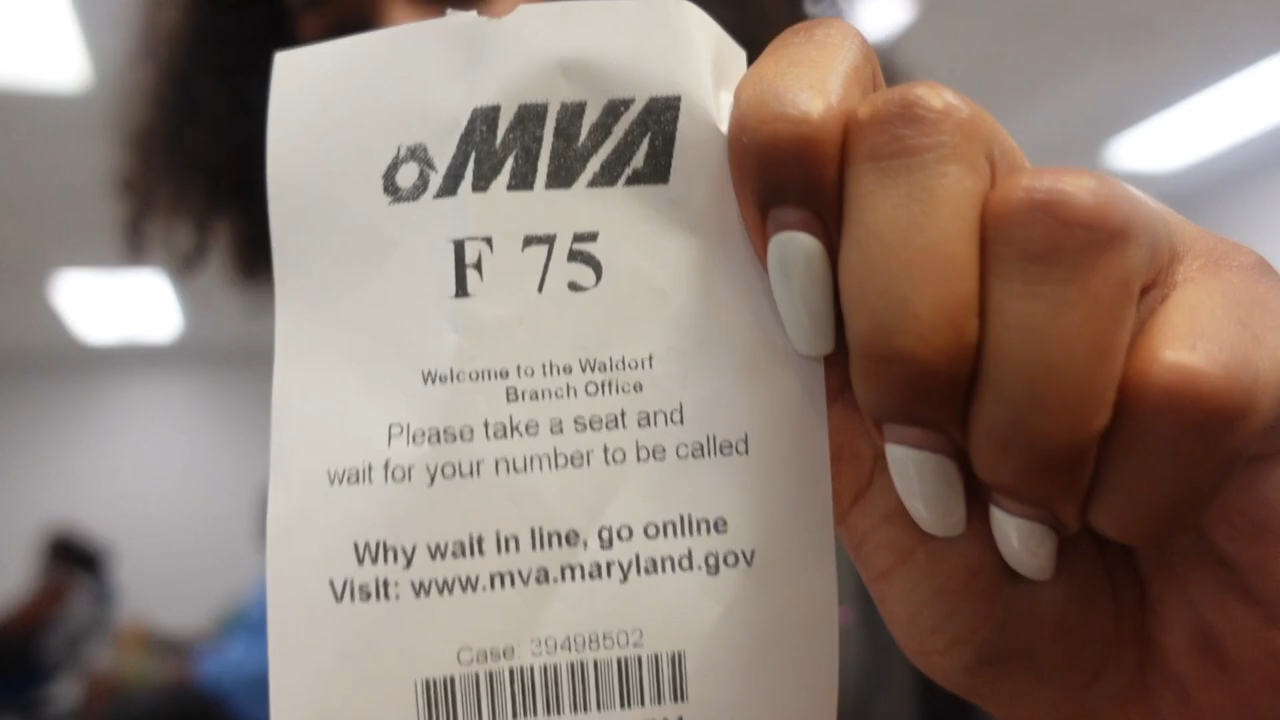 MVA
F 75
Welcome to the Waldorf
Branch Office
Please take a seat and
wait for your number to be called
Why wait in line, go online
Visit: www.mva.maryland.gov
Case: 39498502